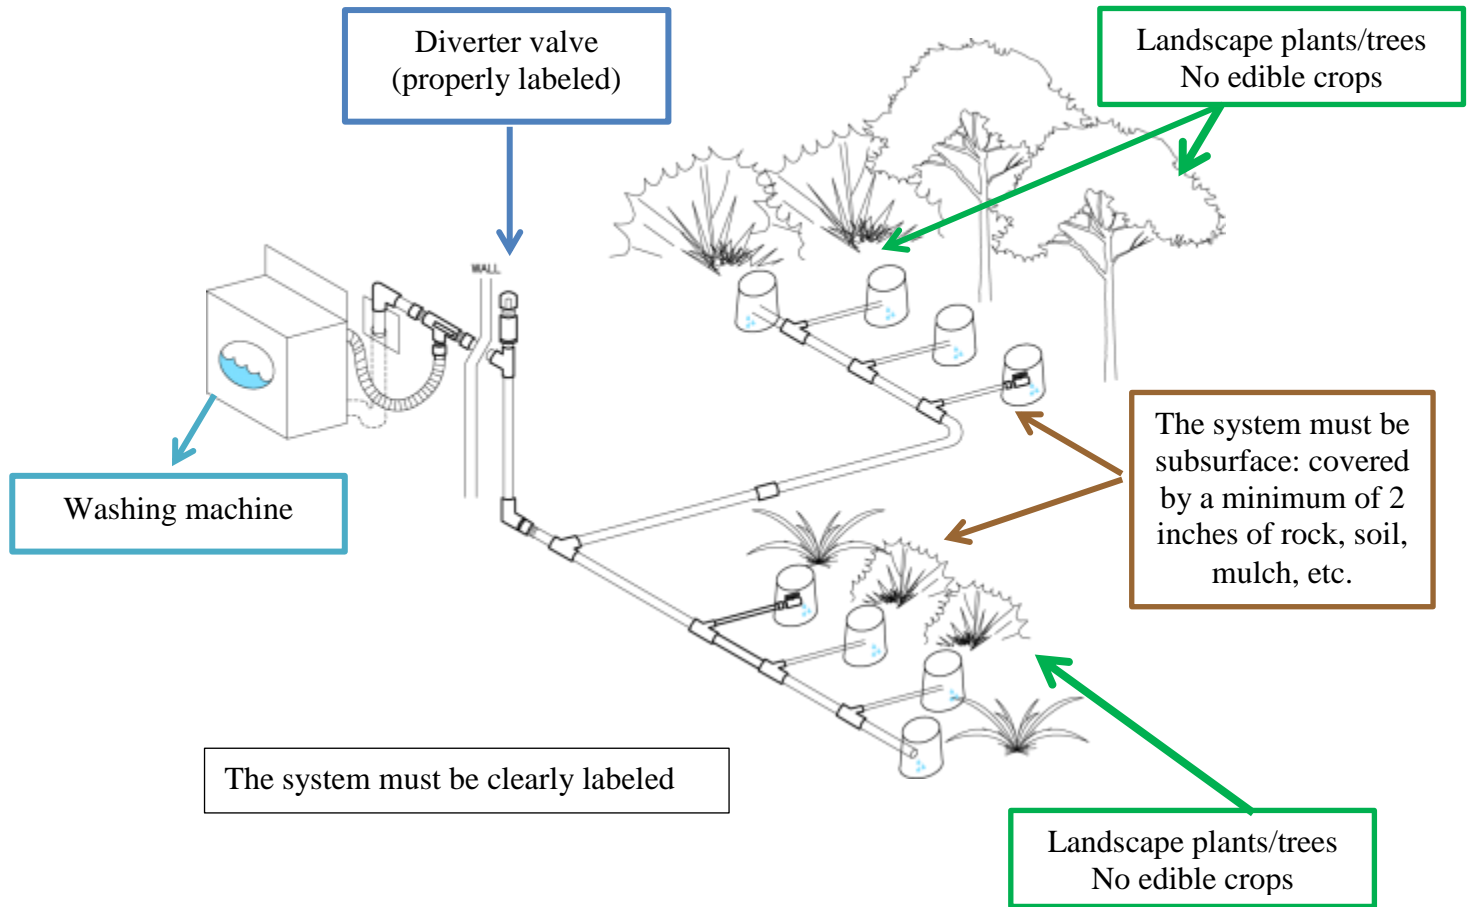 Diverter valve
(properly labeled)
Landscape plants/trees
No edible crops
WALL
Washing machine
The system must be
subsurface: covered
by a minimum of 2
inches of rock, soil,
mulch, etc.
The system must be clearly labeled
Landscape plants/trees
No edible crops